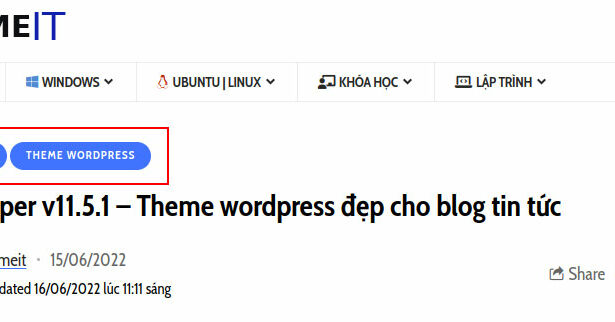 MEIT
WINDOWS UBUNTU | LINUX KHÓA HỌC LẬP TRÌNH
THEME WORDPRESS
per v11.5.1 – Theme wordpress đẹp cho blog tin tức
meit · 15/06/2022
Share
dated 16/06/2022 lúc 11:11 sáng